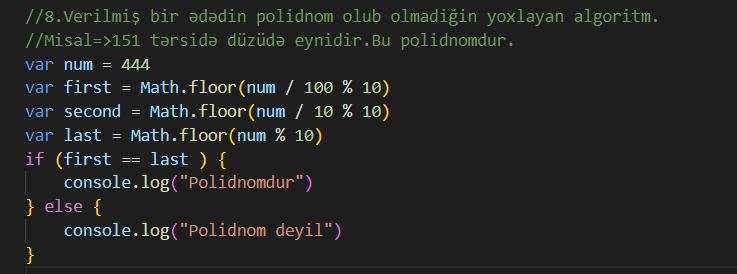 //8.Verilmiş bir ədədin polidnom olub olmadiğin yoxlayan algoritm.
//Misal=>151 tərsidə düzüdə eynidir.Bu polidnomdur.
var num = 444
var first = Math.floor(num / 100 % 10)
var second = Math.floor(num / 10 % 10)
var last = Math.floor(num % 10)
if (first == last ) {
    console.log("Polidnomdur")
} else {
    console.log("Polidnom deyil")
}